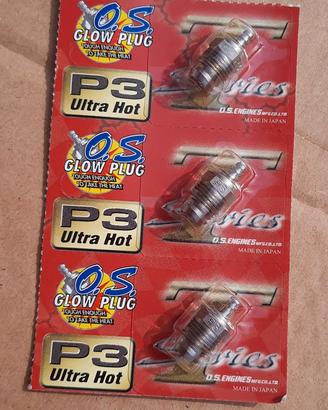 O.S.
GLOW PLUG
TOUGH ENOUGH
TO TAKE THE HEAT
P3
Ultra Hot
T
Series
O.S.ENGINES MFG.CO.LTD
MADE IN JAPAN
O.S.
GLOW PLUG
TOUGH ENOUGH
TO TAKE THE HEAT
P3
Ultra Hot
T
Series
O.S.ENGINES MFG.CO.LTD
MADE IN JAPAN
O.S.
GLOW PLUG
TOUGH ENOUGH
TO TAKE THE HEAT
P3
Ultra Hot
T
Series
O.S.ENGINES MFG.CO.LTD
MADE IN JAPAN